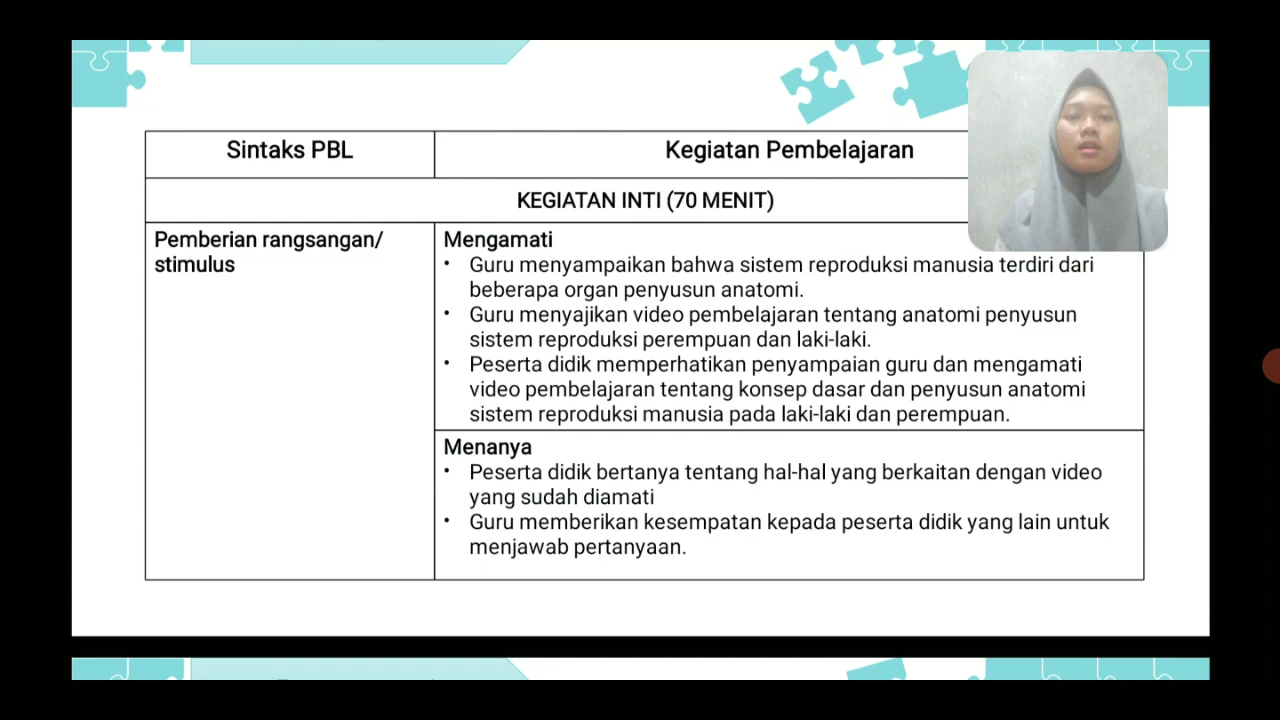 Sintaks PBL
Kegiatan Pembelajaran
KEGIATAN INTI (70 MENIT)
Pemberian rangsangan/
stimulus
Mengamati
• Guru menyampaikan bahwa sistem reproduksi manusia terdiri dari
beberapa organ penyusun anatomi.
• Guru menyajikan video pembelajaran tentang anatomi penyusun
sistem reproduksi perempuan dan laki-laki.
• Peserta didik memperhatikan penyampaian guru dan mengamati
video pembelajaran tentang konsep dasar dan penyusun anatomi
sistem reproduksi manusia pada laki-laki dan perempuan.
Menanya
• Peserta didik bertanya tentang hal-hal yang berkaitan dengan video
yang sudah diamati
• Guru memberikan kesempatan kepada peserta didik yang lain untuk
menjawab pertanyaan.